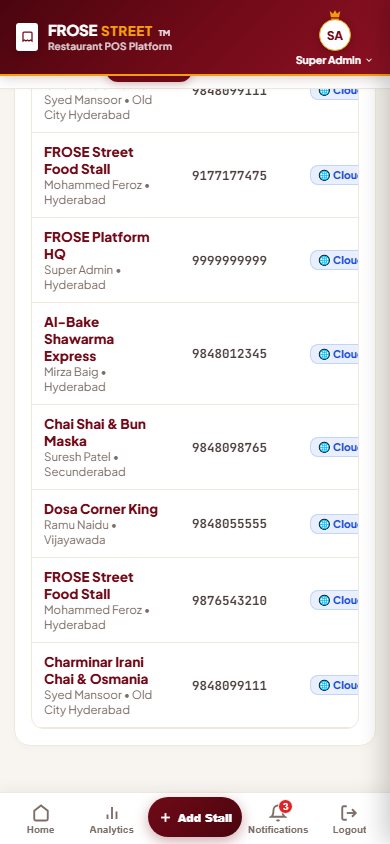 FROSE STREET TM
Restaurant POS Platform
SA
Super Admin
Syed Mansoor • Old
City Hyderabad
9848099111
Clou
FROSE Street
Food Stall
Mohammed Feroz •
Hyderabad
9177177475
Clou
FROSE Platform
HQ
Super Admin •
Hyderabad
9999999999
Clou
Al-Bake
Shawarma
Express
Mirza Baig •
Hyderabad
9848012345
Clou
Chai Shai & Bun
Maska
Suresh Patel •
Secunderabad
9848098765
Clou
Dosa Corner King
Ramu Naidu •
Vijayawada
9848055555
Clou
FROSE Street
Food Stall
Mohammed Feroz •
Hyderabad
9876543210
Clou
Charminar Irani
Chai & Osmania
Syed Mansoor • Old
City Hyderabad
9848099111
Clou
Home
Analytics
+ Add Stall
3
Notifications
Logout